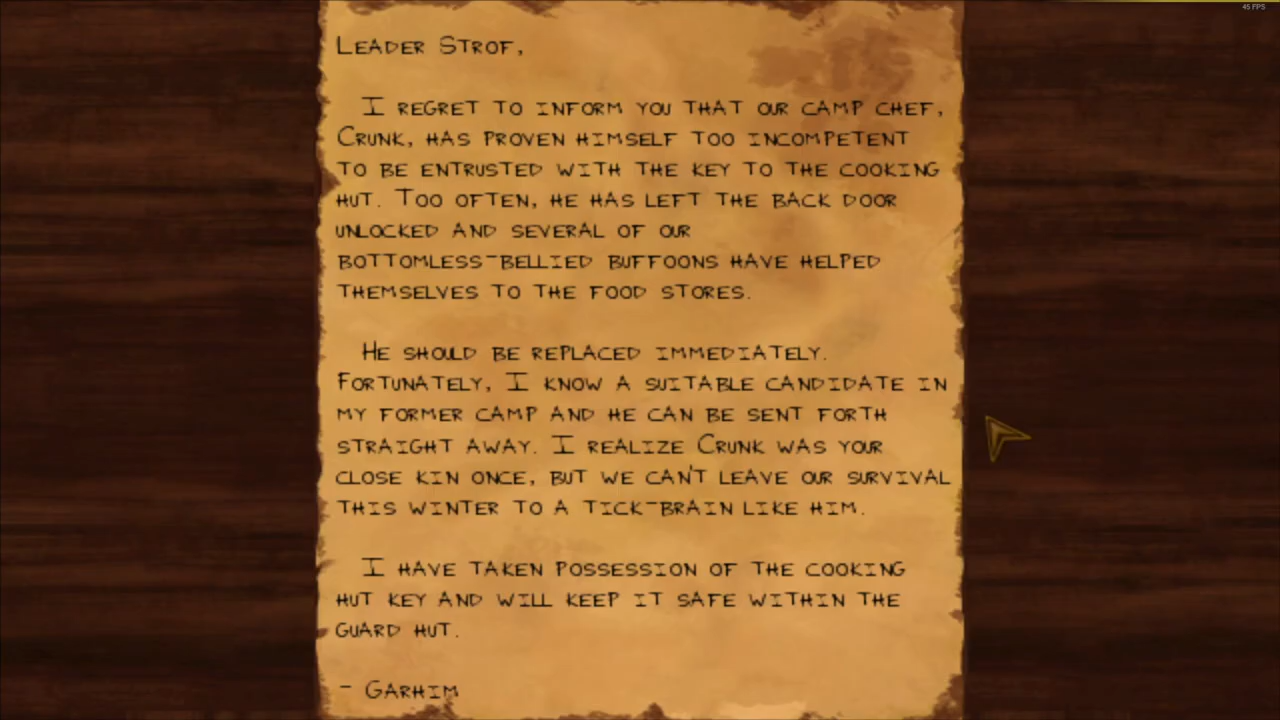 45 FPS
Leader Strof,
I regret to inform you that our camp chef,
Crunk, has proven himself too incompetent
to be entrusted with the key to the cooking
hut. Too often, he has left the back door
unlocked and several of our
bottomless-bellied buffoons have helped
themselves to the food stores.
He should be replaced immediately.
Fortunately, I know a suitable candidate in
my former camp and he can be sent forth
straight away. I realize Crunk was your
close kin once, but we can't leave our survival
this winter to a tick-brain like him.
I have taken possession of the cooking
hut key and will keep it safe within the
guard hut.
- Garhim